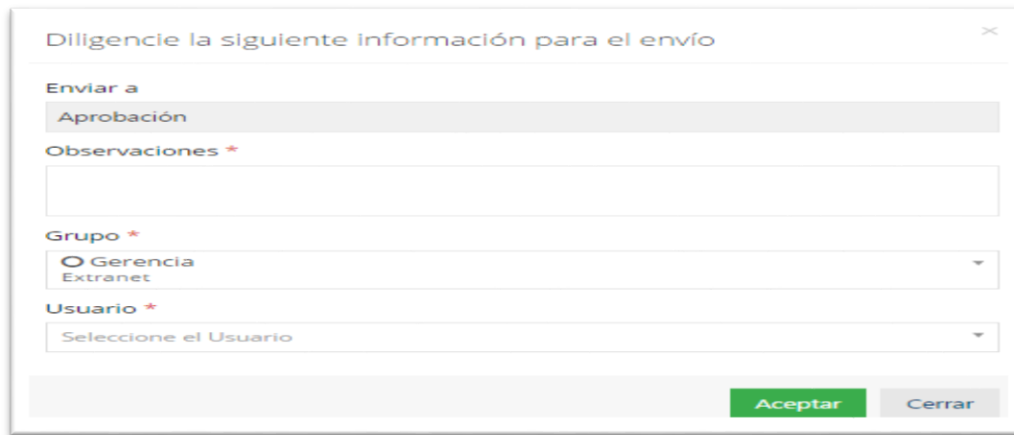 Diligencie la siguiente información para el envío
×
Enviar a
Aprobación
Observaciones *
Grupo *
Gerencia
Extranet
Usuario *
Seleccione el Usuario
Aceptar
Cerrar